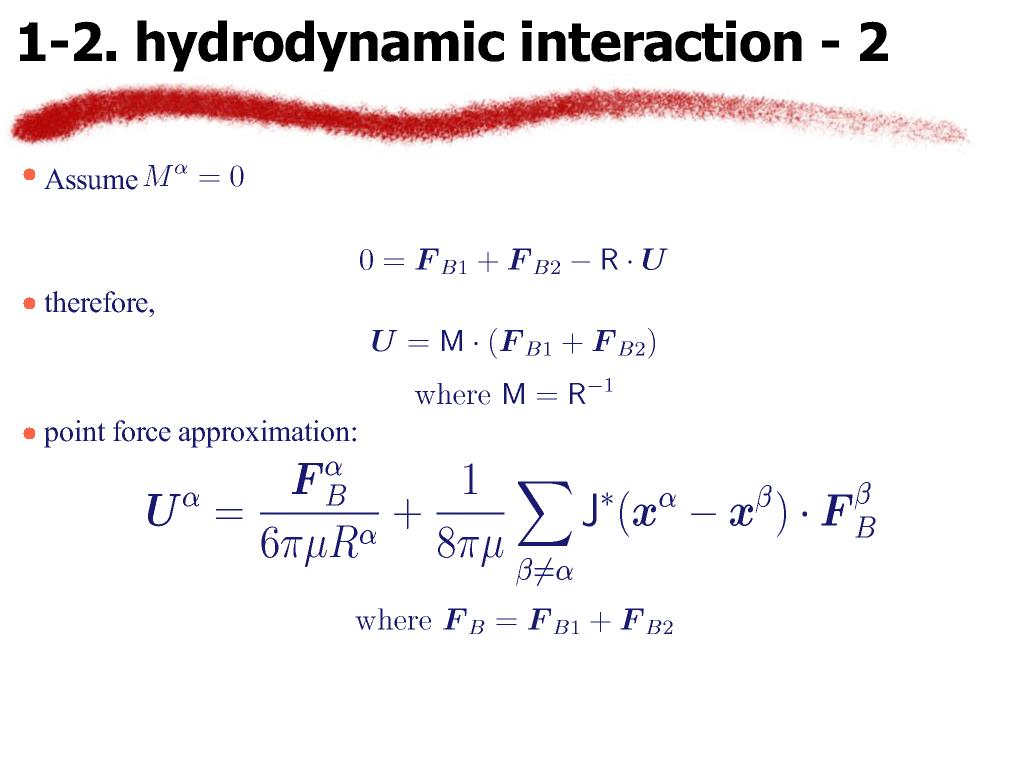 1-2. hydrodynamic interaction - 2
• Assume $M^{\alpha} = 0$
$0 = \boldsymbol{F}_{B1} + \boldsymbol{F}_{B2} - \mathsf{R} \cdot \boldsymbol{U}$
• therefore,
$\boldsymbol{U} = \mathsf{M} \cdot (\boldsymbol{F}_{B1} + \boldsymbol{F}_{B2})$
where $\mathsf{M} = \mathsf{R}^{-1}$
• point force approximation:
$\boldsymbol{U}^{\alpha} = \frac{\boldsymbol{F}_{B}^{\alpha}}{6\pi\mu R^{\alpha}} + \frac{1}{8\pi\mu} \sum_{\beta \neq \alpha} \mathsf{J}^{*}(\boldsymbol{x}^{\alpha} - \boldsymbol{x}^{\beta}) \cdot \boldsymbol{F}_{B}^{\beta}$
where $\boldsymbol{F}_{B} = \boldsymbol{F}_{B1} + \boldsymbol{F}_{B2}$